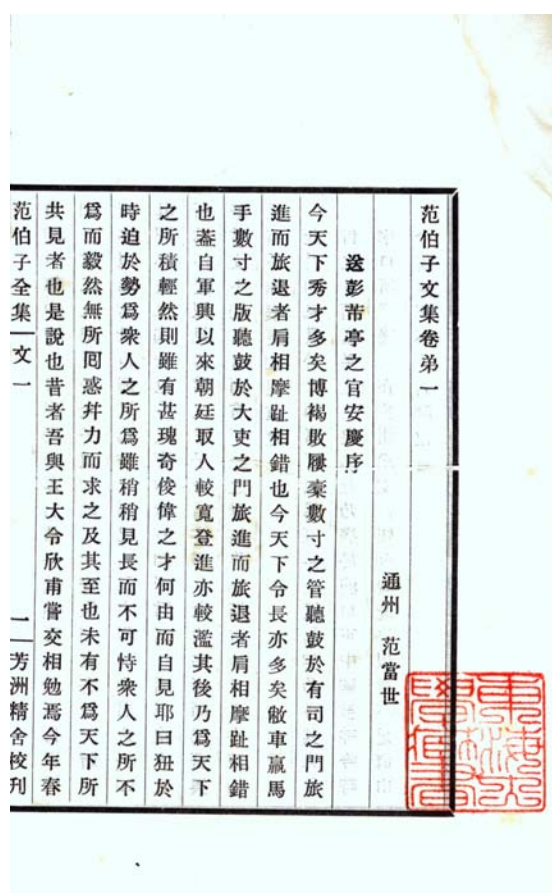 范伯子文集卷弟一
通州 范當世
送彭芾亭之官安慶序
今天下秀才多矣博褐敗屨槖數寸之管聽鼓於有司之門旅
進而旅退者肩相摩趾相錯也今天下令長亦多矣敝車羸馬
手數寸之版聽鼓於大吏之門旅進而旅退者肩相摩趾相錯
也葢自軍興以來朝廷取人較寬登進亦較濫其後乃爲天下
之所積輕然則雖有甚瑰奇俊偉之才何由而自見耶曰狃於
時迫於勢爲衆人之所爲雖稍稍見長而不可恃衆人之所不
爲而毅然無所囘惑幷力而求之及其至也未有不爲天下所
共見者也是說也昔者吾與王大令欣甫嘗交相勉焉今年春
范伯子全集 文一 一 芳洲精舍校刋